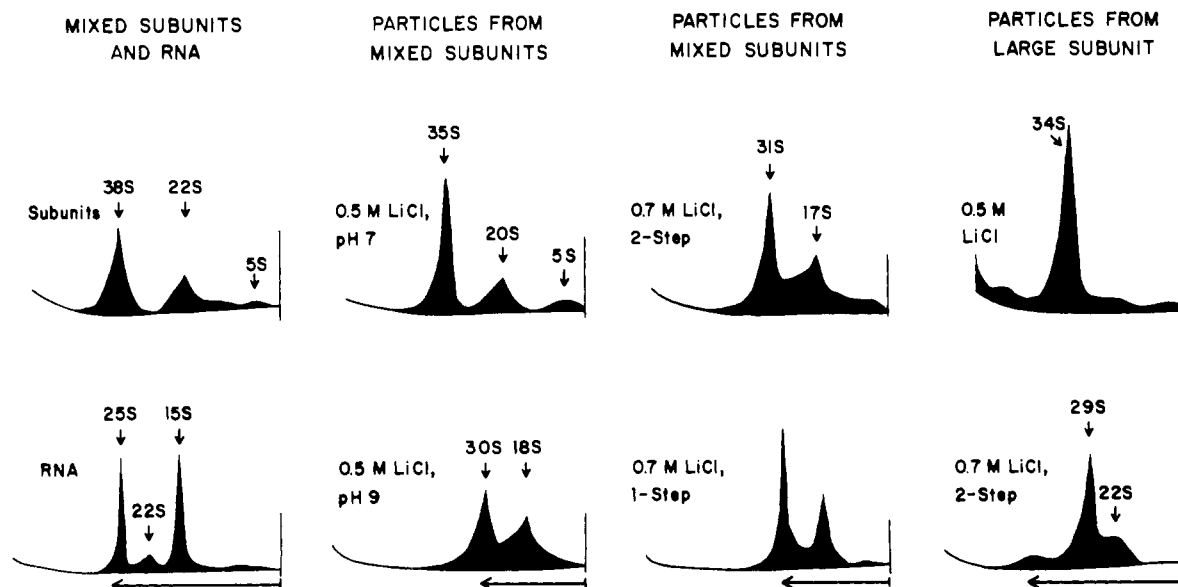 MIXED SUBUNITS
AND RNA
PARTICLES FROM
MIXED SUBUNITS
PARTICLES FROM
MIXED SUBUNITS
PARTICLES FROM
LARGE SUBUNIT
Subunits
38S
22S
5S
0.5 M LiCl,
pH 7
35S
20S
5S
0.7 M LiCl,
2-Step
31S
17S
0.5 M
LiCl
34S
RNA
25S
22S
15S
0.5 M LiCl,
pH 9
30S
18S
0.7 M LiCl,
1-Step
0.7 M LiCl,
2-Step
29S
22S